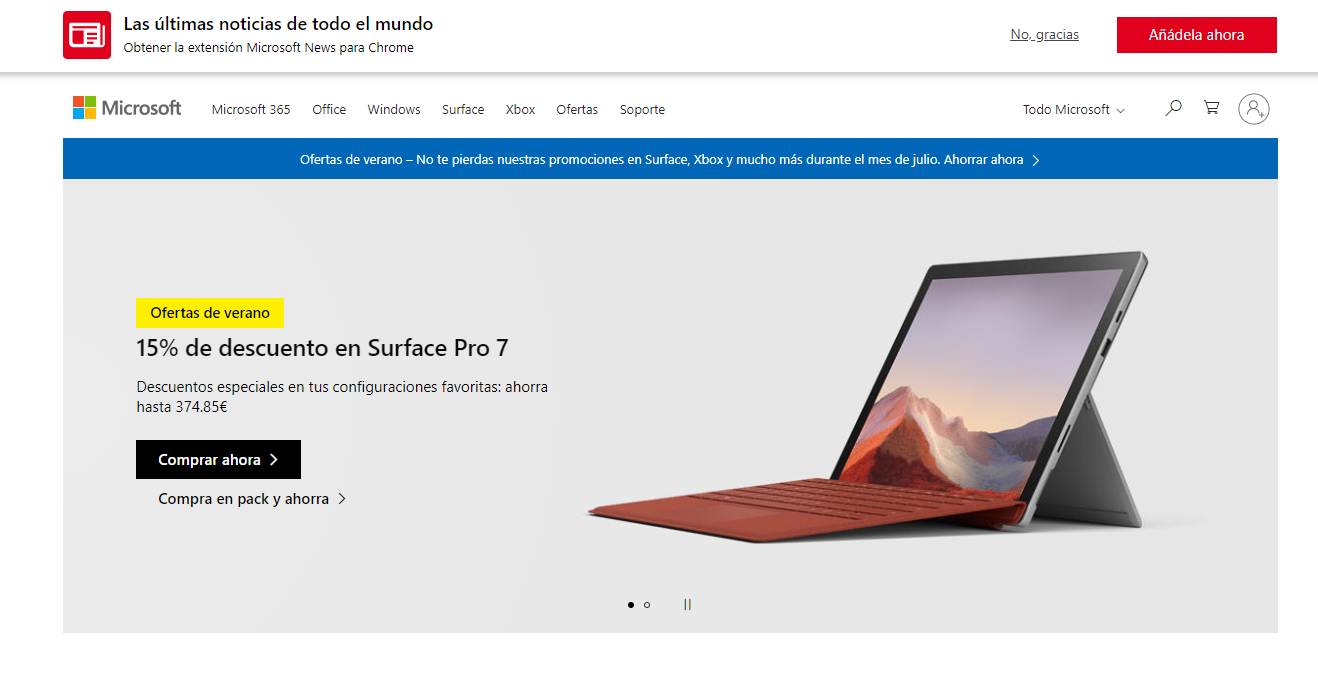 Las últimas noticias de todo el mundo
Obtener la extensión Microsoft News para Chrome
No, gracias
Añádela ahora
Microsoft
Microsoft 365 Office Windows Surface Xbox Ofertas Soporte
Todo Microsoft
Ofertas de verano – No te pierdas nuestras promociones en Surface, Xbox y mucho más durante el mes de julio. Ahorrar ahora
Ofertas de verano
15% de descuento en Surface Pro 7
Descuentos especiales en tus configuraciones favoritas: ahorra
hasta 374.85€
Comprar ahora
Compra en pack y ahorra